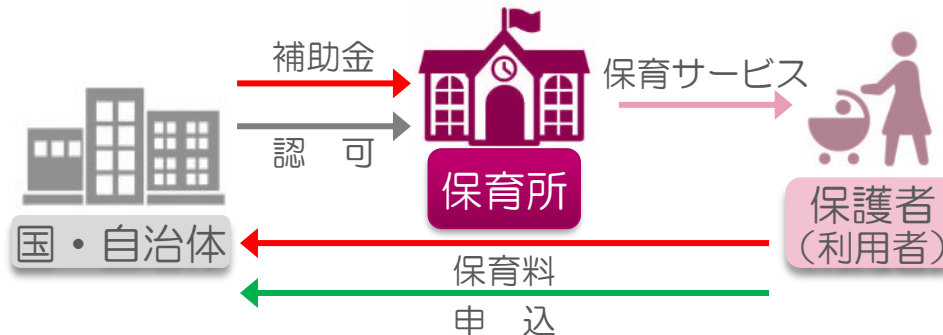 補助金
認　可
保育所
保育サービス
保護者
（利用者）
国・自治体
保育料
申　込